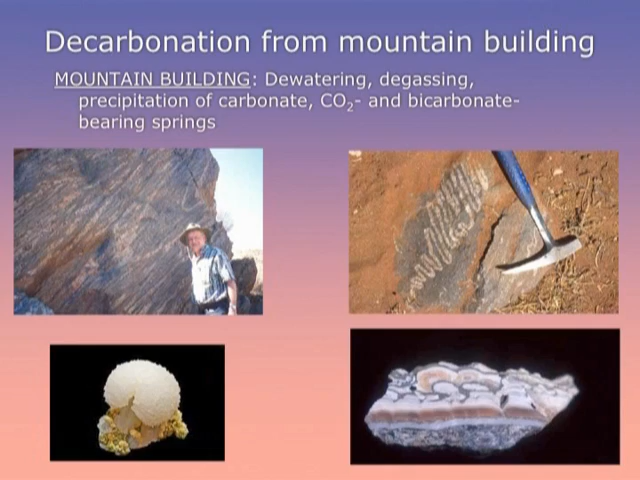 Decarbonation from mountain building
MOUNTAIN BUILDING: Dewatering, degassing,
precipitation of carbonate, CO₂- and bicarbonate-
bearing springs